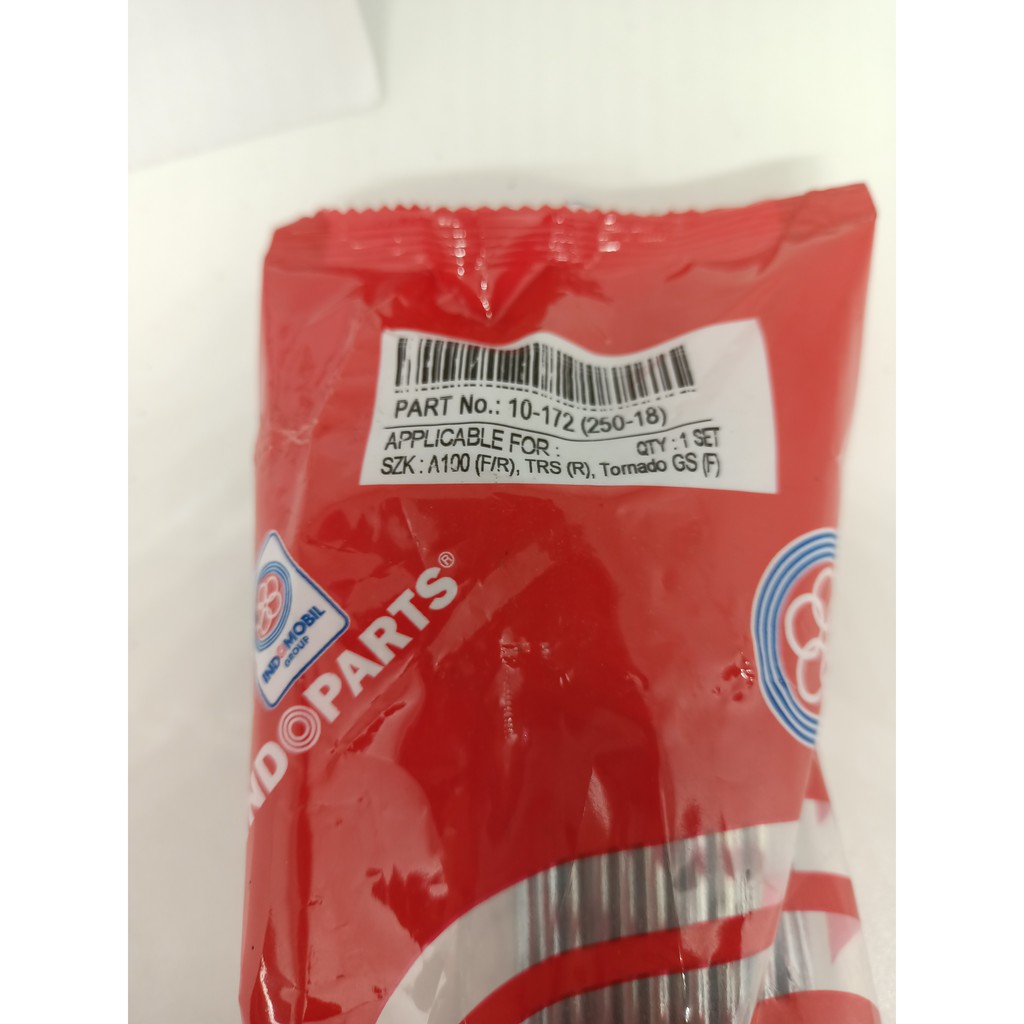 PART No.: 10-172 (250-18)
APPLICABLE FOR : QTY : 1 SET
SZK : A100 (F/R), TRS (R), Tornado GS (F)
INDOMOBIL
GROUP
INDOPARTS®